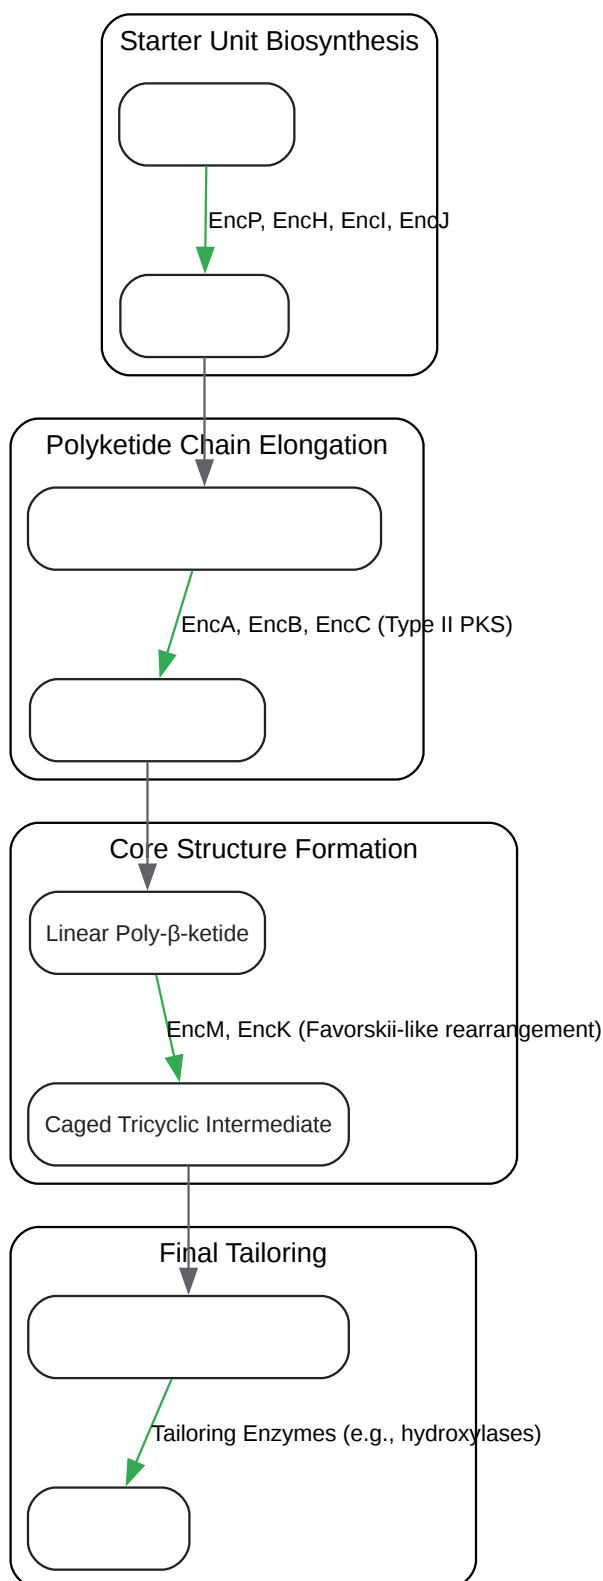 Starter Unit Biosynthesis
EncP, EncH, EncI, EncJ
Polyketide Chain Elongation
EncA, EncB, EncC (Type II PKS)
Core Structure Formation
Linear Poly-β-ketide
EncM, EncK (Favorskii-like rearrangement)
Caged Tricyclic Intermediate
Final Tailoring
Tailoring Enzymes (e.g., hydroxylases)